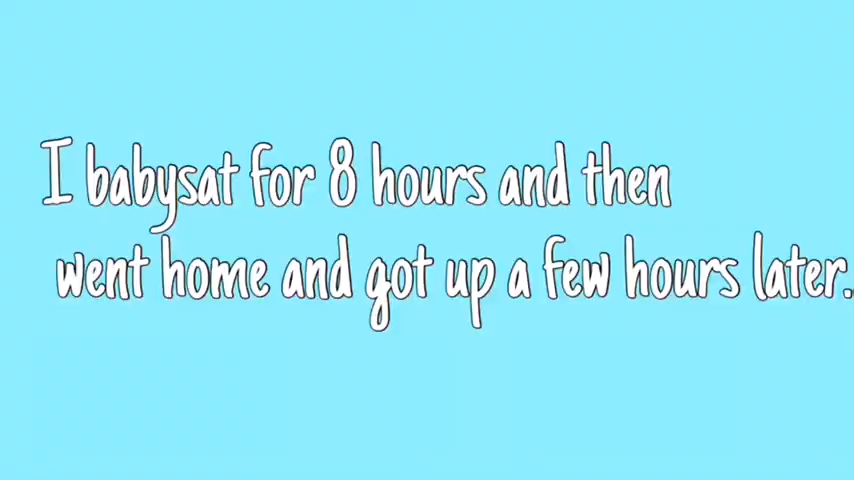 I babysat for 8 hours and then
went home and got up a few hours later.